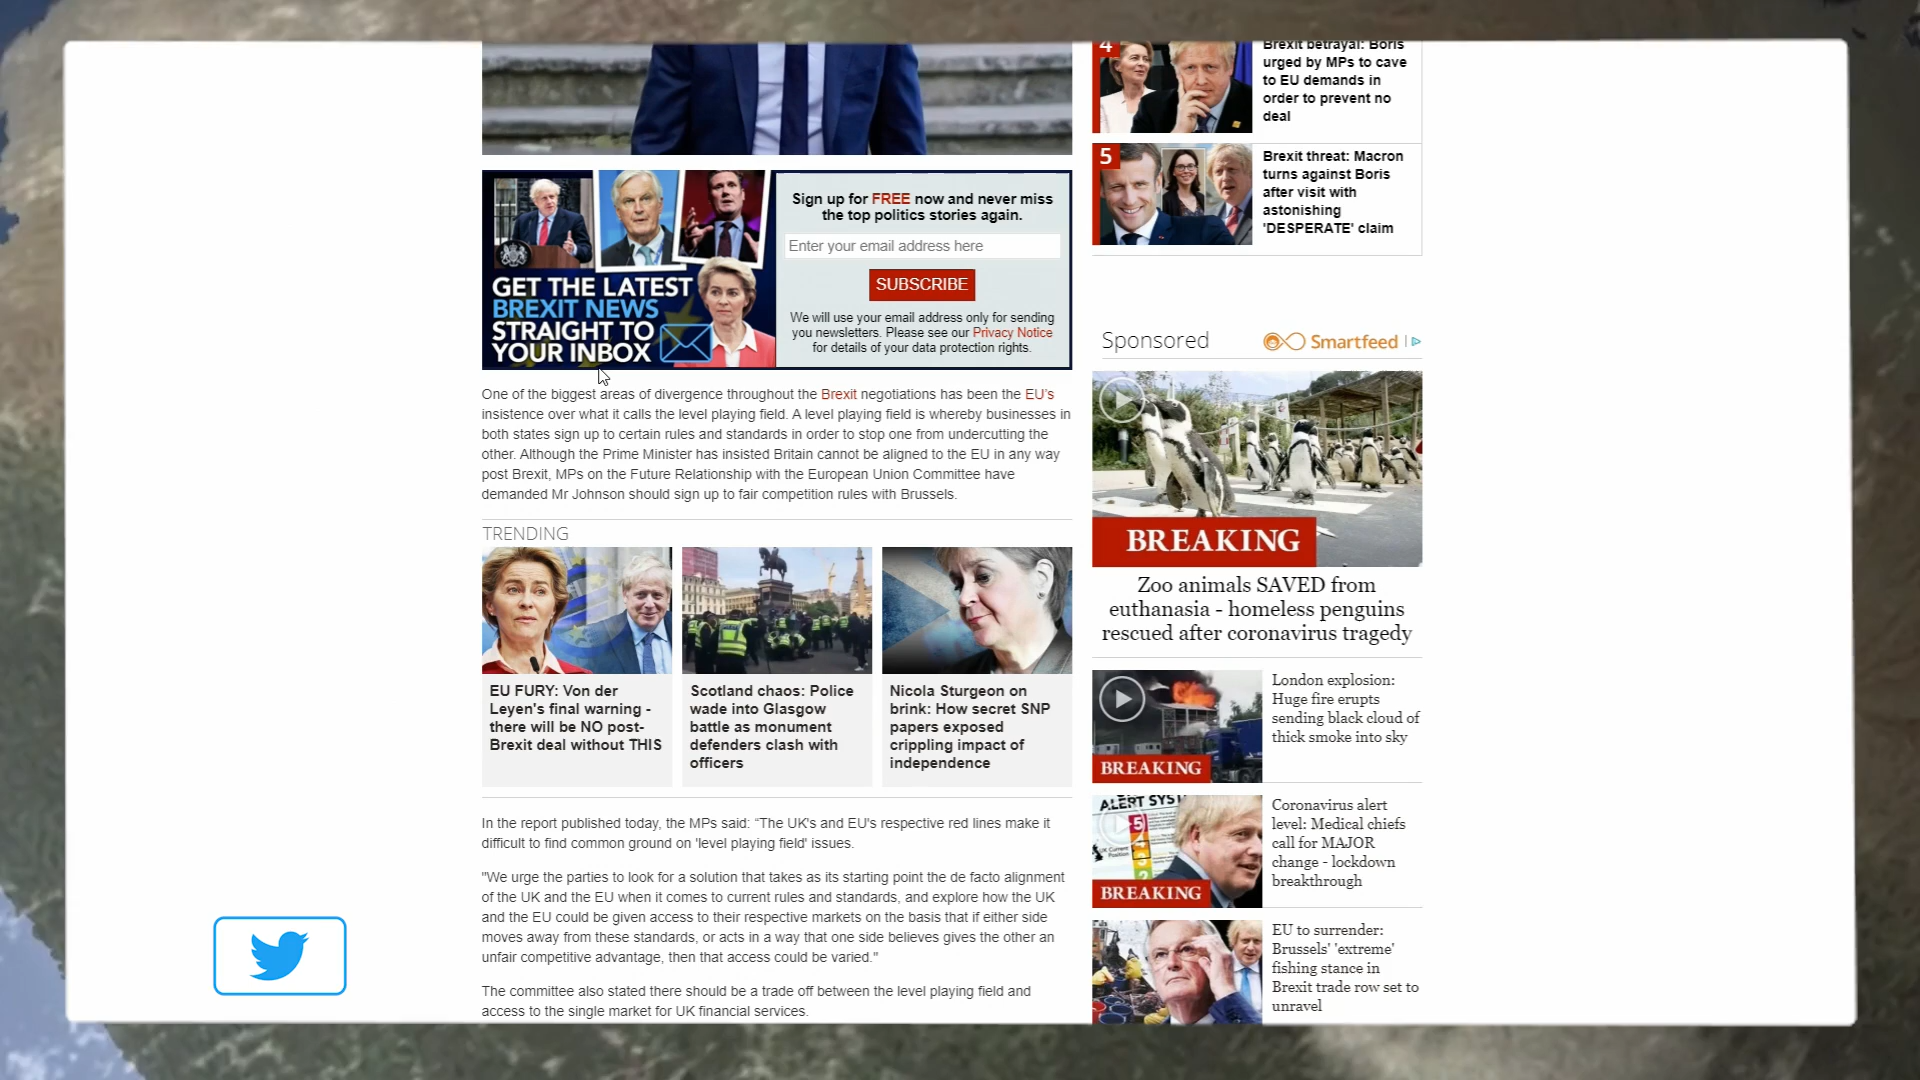 Sign up for FREE now and never miss
the top politics stories again.
Enter your email address here
SUBSCRIBE
We will use your email address only for sending
you newsletters. Please see our Privacy Notice
for details of your data protection rights.
GET THE LATEST
BREXIT NEWS
STRAIGHT TO
YOUR INBOX
One of the biggest areas of divergence throughout the Brexit negotiations has been the EU's
insistence over what it calls the level playing field. A level playing field is whereby businesses in
both states sign up to certain rules and standards in order to stop one from undercutting the
other. Although the Prime Minister has insisted Britain cannot be aligned to the EU in any way
post Brexit, MPs on the Future Relationship with the European Union Committee have
demanded Mr Johnson should sign up to fair competition rules with Brussels.
TRENDING
EU FURY: Von der
Leyen's final warning -
there will be NO post-
Brexit deal without THIS
Scotland chaos: Police
wade into Glasgow
battle as monument
defenders clash with
officers
Nicola Sturgeon on
brink: How secret SNP
papers exposed
crippling impact of
independence
In the report published today, the MPs said: “The UK's and EU's respective red lines make it
difficult to find common ground on 'level playing field' issues.
"We urge the parties to look for a solution that takes as its starting point the de facto alignment
of the UK and the EU when it comes to current rules and standards, and explore how the UK
and the EU could be given access to their respective markets on the basis that if either side
moves away from these standards, or acts in a way that one side believes gives the other an
unfair competitive advantage, then that access could be varied."
The committee also stated there should be a trade off between the level playing field and
access to the single market for UK financial services.
4
Brexit betrayal: Boris
urged by MPs to cave
to EU demands in
order to prevent no
deal
5
Brexit threat: Macron
turns against Boris
after visit with
astonishing
'DESPERATE' claim
Sponsored
Smartfeed
BREAKING
Zoo animals SAVED from
euthanasia - homeless penguins
rescued after coronavirus tragedy
BREAKING
London explosion:
Huge fire erupts
sending black cloud of
thick smoke into sky
ALERT SYST
5
4
3
2
UK Current
Position
BREAKING
Coronavirus alert
level: Medical chiefs
call for MAJOR
change - lockdown
breakthrough
EU to surrender:
Brussels' 'extreme'
fishing stance in
Brexit trade row set to
unravel